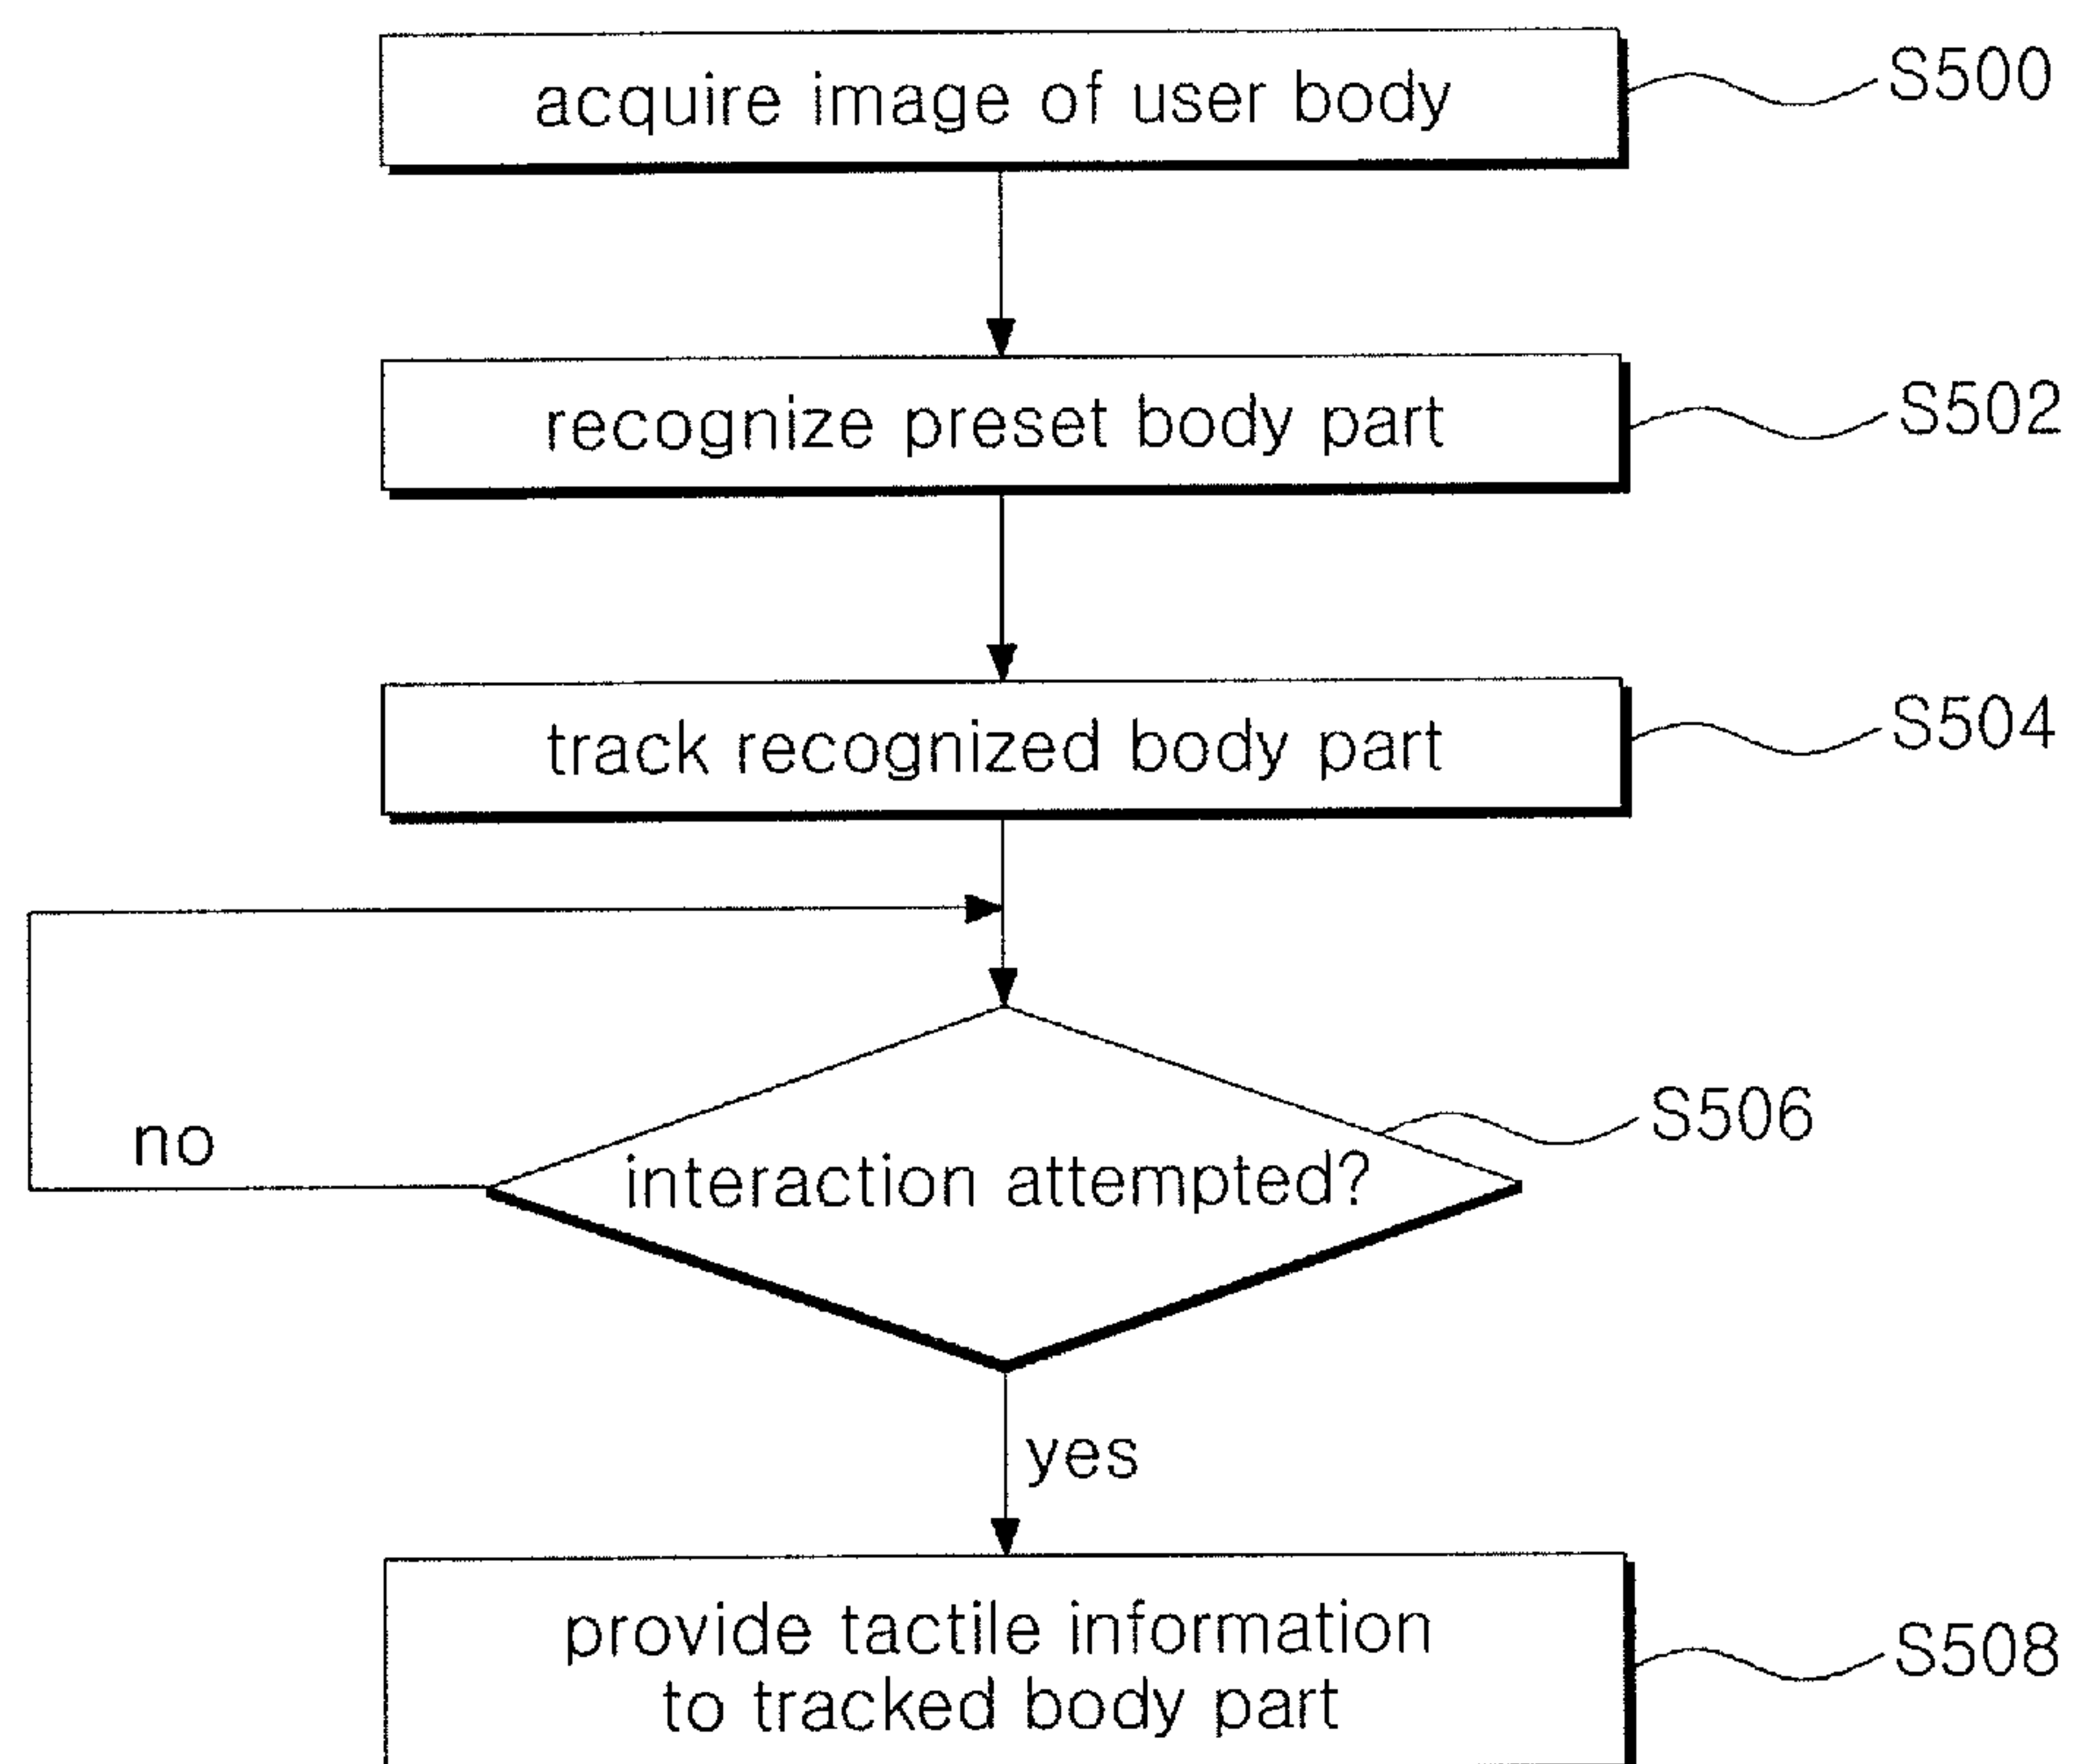 acquire image of user body
S500
recognize preset body part
S502
track recognized body part
S504
no
interaction attempted?
S506
yes
provide tactile information
to tracked body part
S508